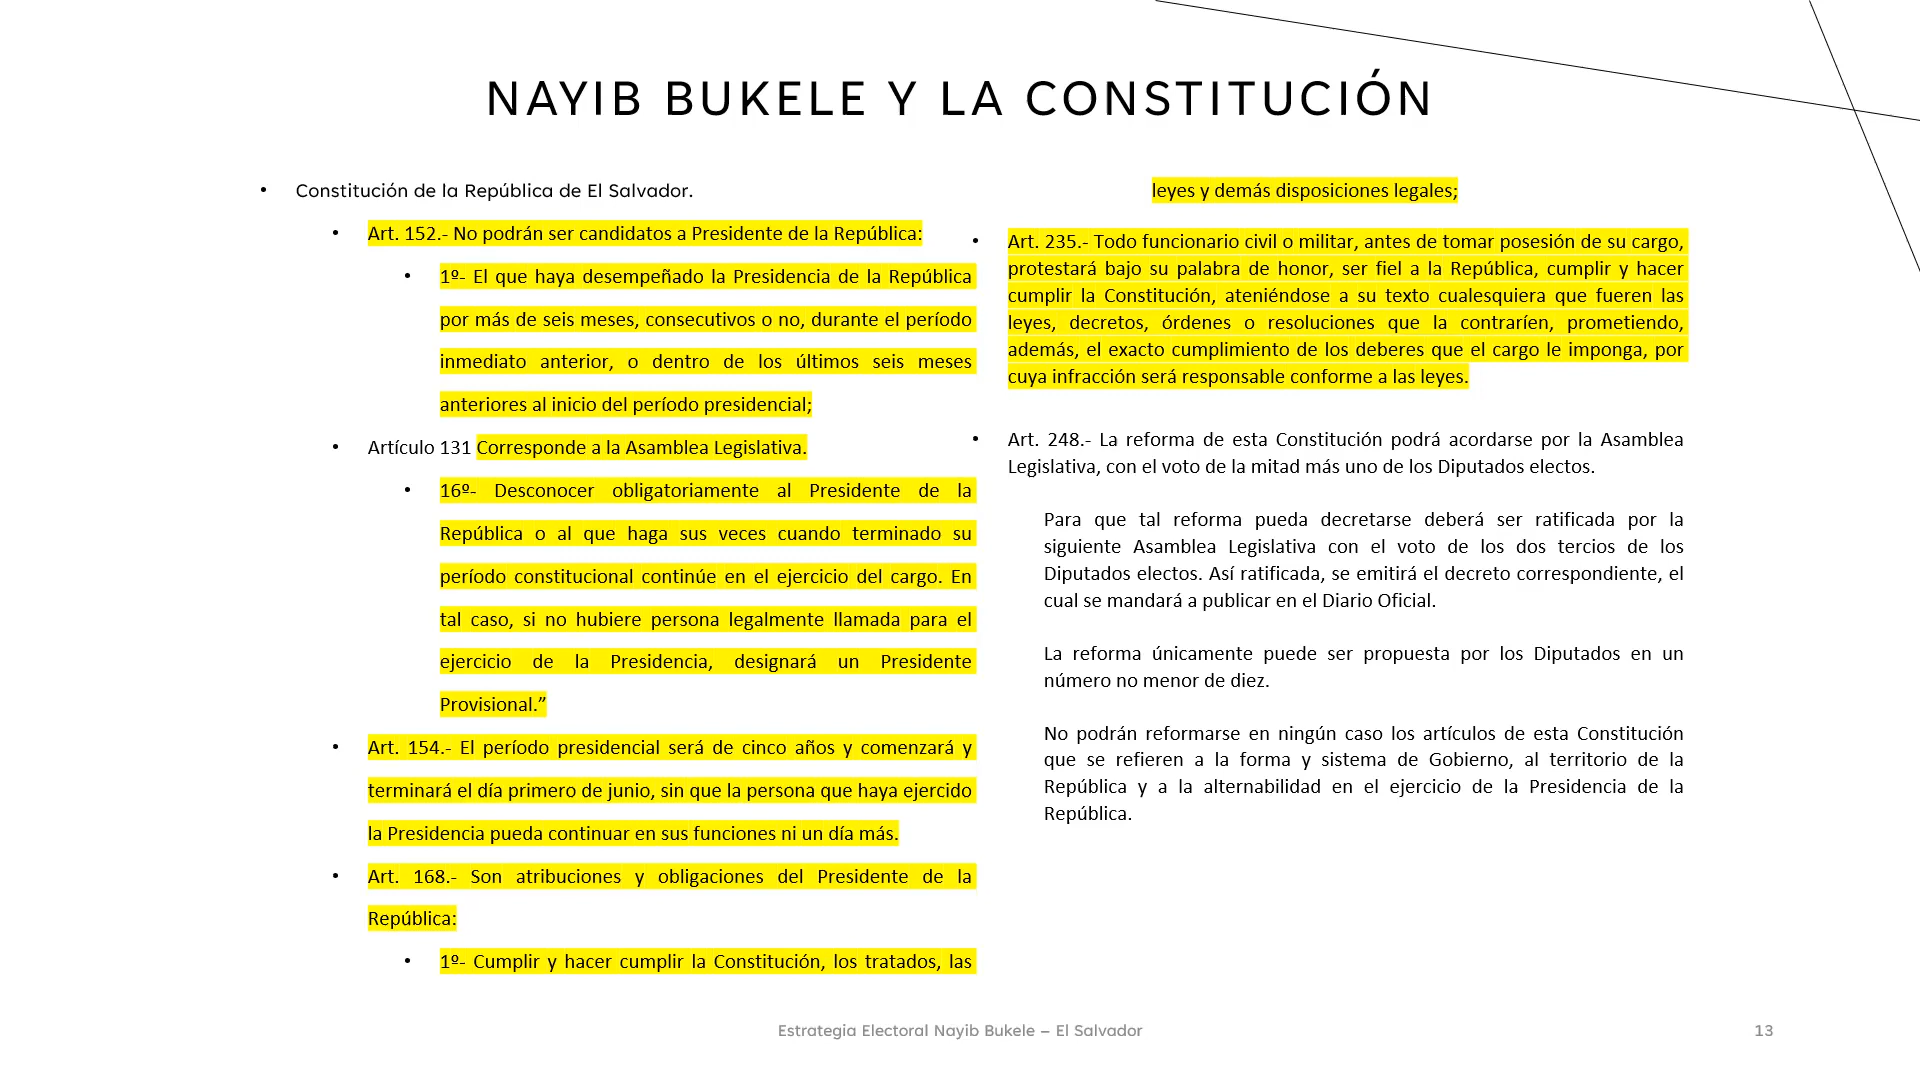 NAYIB BUKELE Y LA CONSTITUCIÓN
• Constitución de la República de El Salvador.
• Art. 152.- No podrán ser candidatos a Presidente de la República:
• 1º- El que haya desempeñado la Presidencia de la República
por más de seis meses, consecutivos o no, durante el período
inmediato anterior, o dentro de los últimos seis meses
anteriores al inicio del período presidencial;
• Artículo 131 Corresponde a la Asamblea Legislativa.
• 16º- Desconocer obligatoriamente al Presidente de la
República o al que haga sus veces cuando terminado su
período constitucional continúe en el ejercicio del cargo. En
tal caso, si no hubiere persona legalmente llamada para el
ejercicio de la Presidencia, designará un Presidente
Provisional.”
• Art. 154.- El período presidencial será de cinco años y comenzará y
terminará el día primero de junio, sin que la persona que haya ejercido
la Presidencia pueda continuar en sus funciones ni un día más.
• Art. 168.- Son atribuciones y obligaciones del Presidente de la
República:
• 1º- Cumplir y hacer cumplir la Constitución, los tratados, las
leyes y demás disposiciones legales;
• Art. 235.- Todo funcionario civil o militar, antes de tomar posesión de su cargo,
protestará bajo su palabra de honor, ser fiel a la República, cumplir y hacer
cumplir la Constitución, ateniéndose a su texto cualesquiera que fueren las
leyes, decretos, órdenes o resoluciones que la contraríen, prometiendo,
además, el exacto cumplimiento de los deberes que el cargo le imponga, por
cuya infracción será responsable conforme a las leyes.
• Art. 248.- La reforma de esta Constitución podrá acordarse por la Asamblea
Legislativa, con el voto de la mitad más uno de los Diputados electos.
Para que tal reforma pueda decretarse deberá ser ratificada por la
siguiente Asamblea Legislativa con el voto de los dos tercios de los
Diputados electos. Así ratificada, se emitirá el decreto correspondiente, el
cual se mandará a publicar en el Diario Oficial.
La reforma únicamente puede ser propuesta por los Diputados en un
número no menor de diez.
No podrán reformarse en ningún caso los artículos de esta Constitución
que se refieren a la forma y sistema de Gobierno, al territorio de la
República y a la alternabilidad en el ejercicio de la Presidencia de la
República.
Estrategia Electoral Nayib Bukele – El Salvador
13